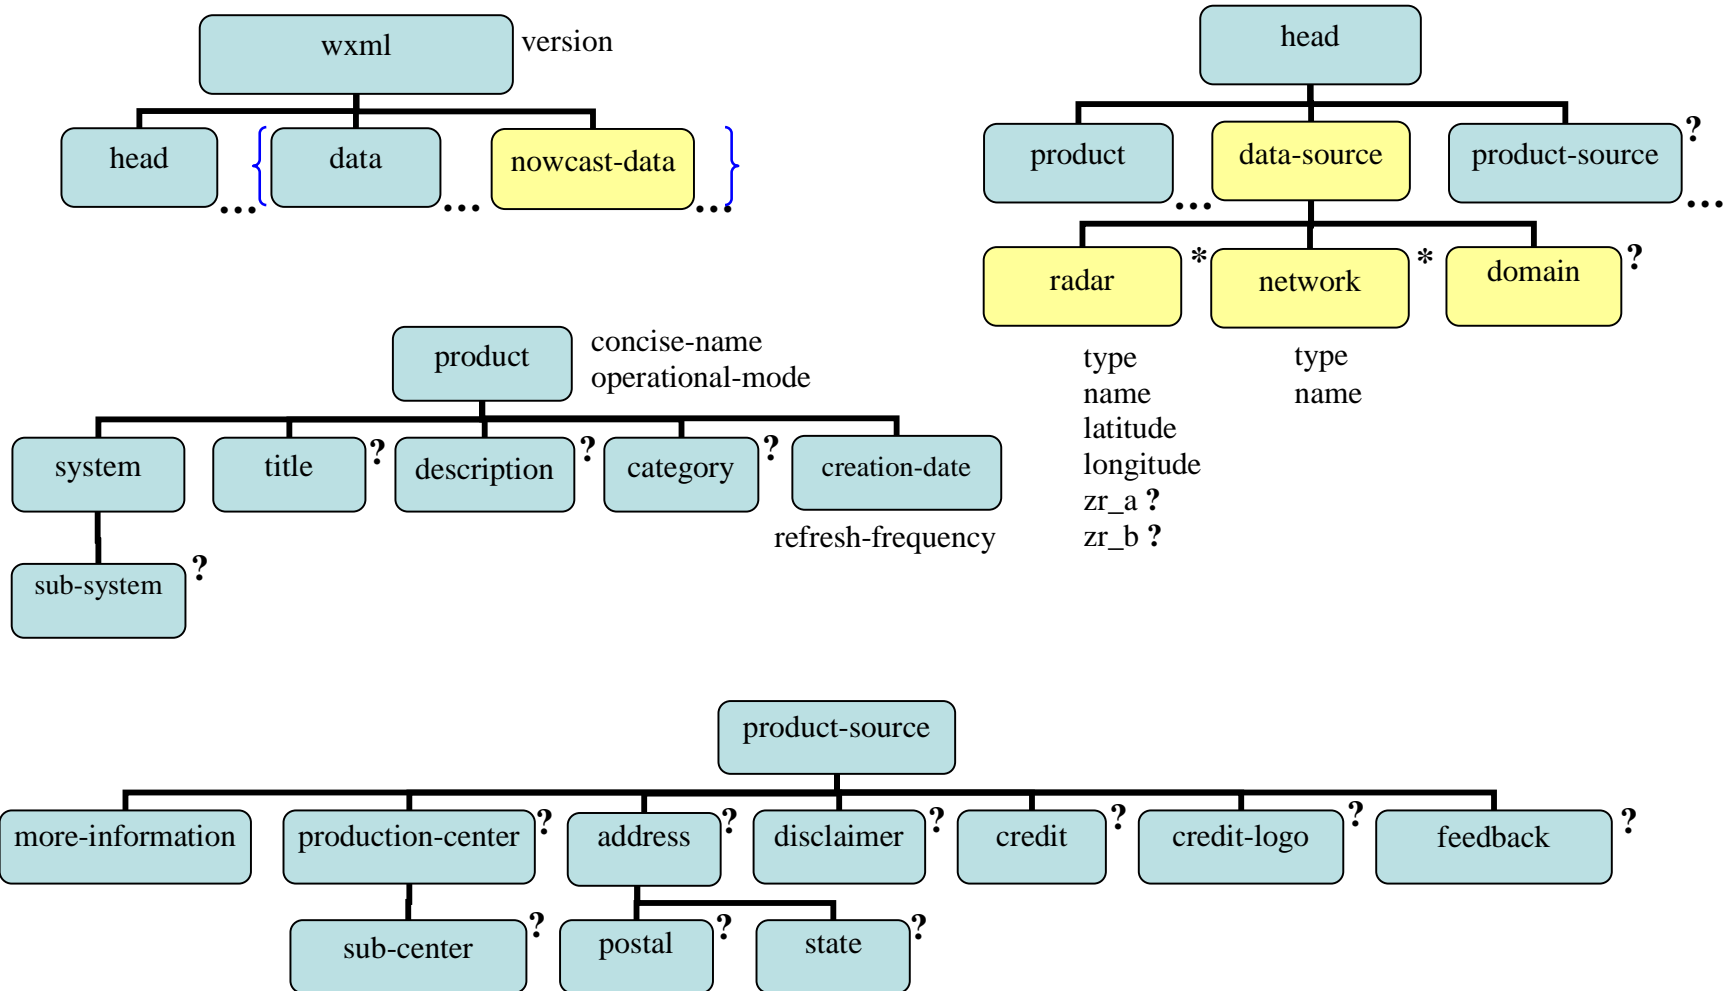 wxml
version
head
{
data
nowcast-data
}
...
...
...
head
product
data-source
product-source
?
...
...
radar
*
network
*
domain
?
type
name
latitude
longitude
zr_a ?
zr_b ?
type
name
product
concise-name
operational-mode
system
title
?
description
?
category
?
creation-date
refresh-frequency
sub-system
?
product-source
more-information
production-center
?
address
?
disclaimer
?
credit
?
credit-logo
?
feedback
?
sub-center
?
postal
?
state
?